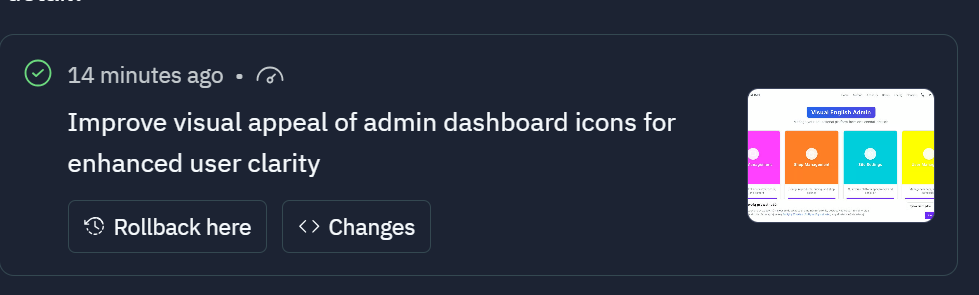 14 minutes ago •
Improve visual appeal of admin dashboard icons for
enhanced user clarity
Rollback here
Changes
Visual English Admin